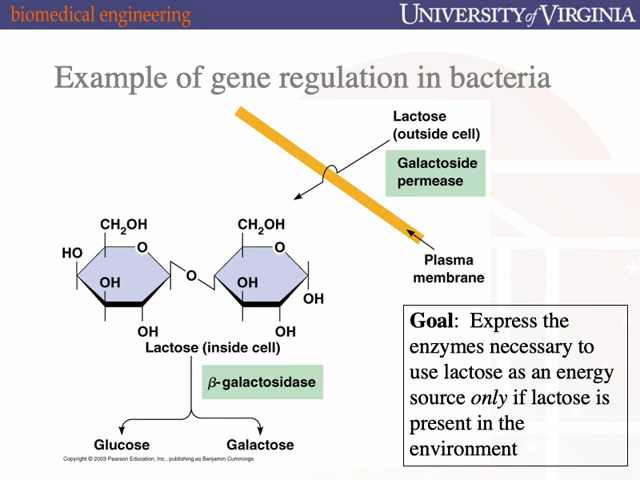 biomedical engineering
UNIVERSITY of VIRGINIA
Example of gene regulation in bacteria
Lactose
(outside cell)
Galactoside
permease
Plasma
membrane
CH2OH
CH2OH
HO
O
O
OH
O
OH
OH
OH
OH
Lactose (inside cell)
β-galactosidase
Glucose
Galactose
Goal: Express the
enzymes necessary to
use lactose as an energy
source only if lactose is
present in the
environment
Copyright © 2003 Pearson Education, Inc., publishing as Benjamin Cummings.